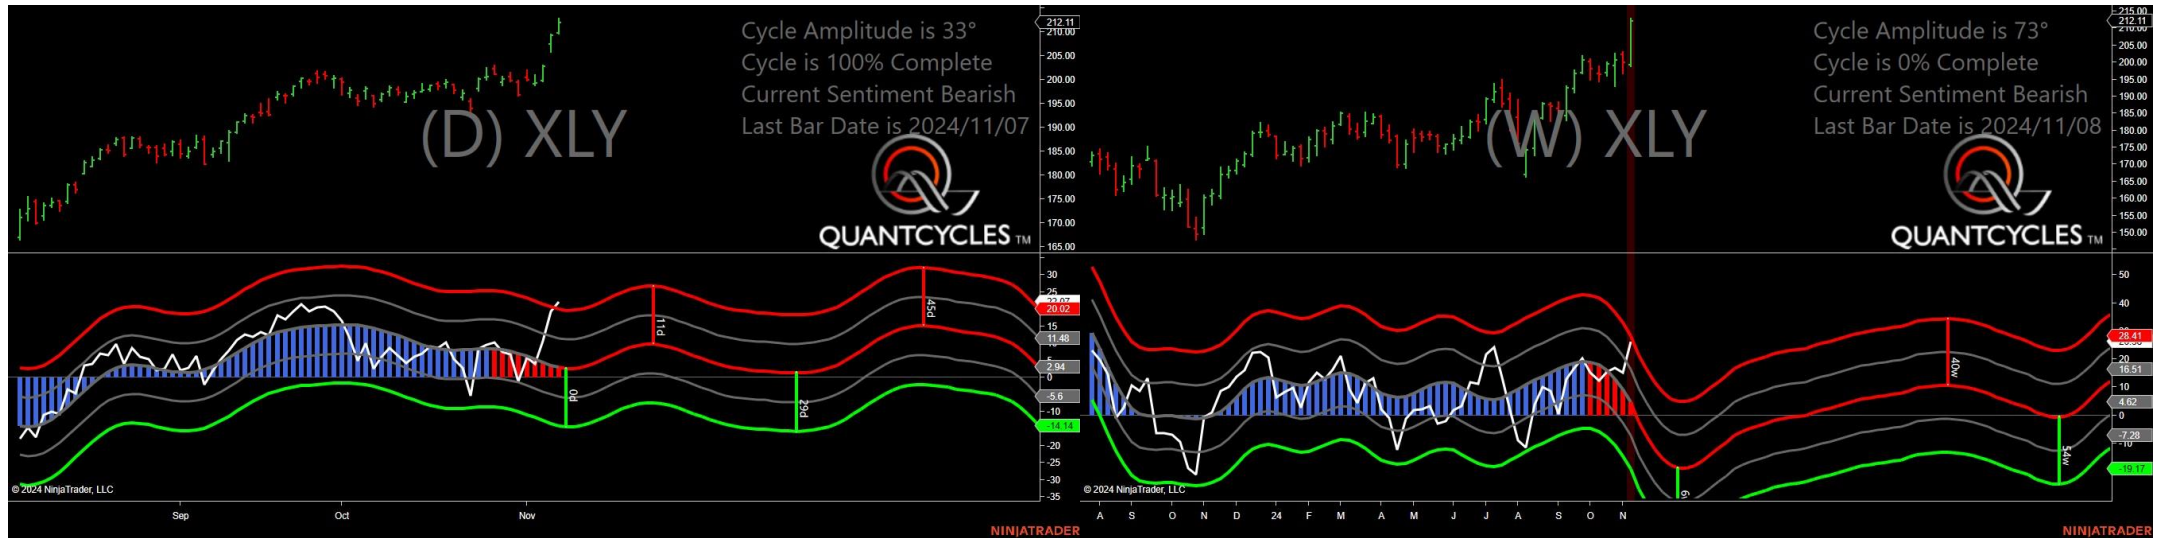 Cycle Amplitude is 33°
Cycle is 100% Complete
Current Sentiment Bearish
Last Bar Date is 2024/11/07
(D) XLY
QUANTCYCLES TM
212.11
210.00
205.00
200.00
195.00
190.00
185.00
180.00
175.00
170.00
165.00
30
25
20.02
15
11.48
2.94
0
-5.6
-10
-14.14
-20
-25
-30
-35
0d
11d
29d
45d
© 2024 NinjaTrader, LLC
Sep Oct Nov
NINJATRADER
Cycle Amplitude is 73°
Cycle is 0% Complete
Current Sentiment Bearish
Last Bar Date is 2024/11/08
(W) XLY
QUANTCYCLES TM
215.00
212.11
210.00
205.00
200.00
195.00
190.00
185.00
180.00
175.00
170.00
165.00
160.00
155.00
150.00
50
40
28.41
20
16.51
10
4.62
0
-7.28
-10
-19.17
40w
54w
© 2024 NinjaTrader, LLC
A S O N D 24 F M A M J J A S O N
NINJATRADER